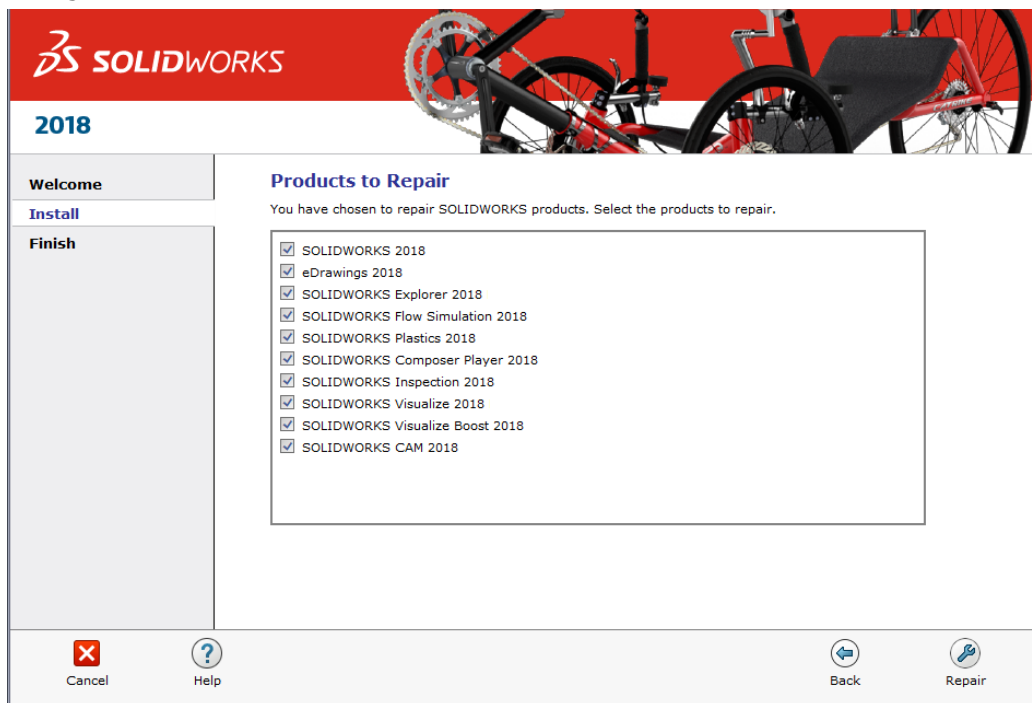 3S SOLIDWORKS
2018
Welcome
Install
Finish
Products to Repair
You have chosen to repair SOLIDWORKS products. Select the products to repair.
SOLIDWORKS 2018
eDrawings 2018
SOLIDWORKS Explorer 2018
SOLIDWORKS Flow Simulation 2018
SOLIDWORKS Plastics 2018
SOLIDWORKS Composer Player 2018
SOLIDWORKS Inspection 2018
SOLIDWORKS Visualize 2018
SOLIDWORKS Visualize Boost 2018
SOLIDWORKS CAM 2018
Cancel
Help
Back
Repair